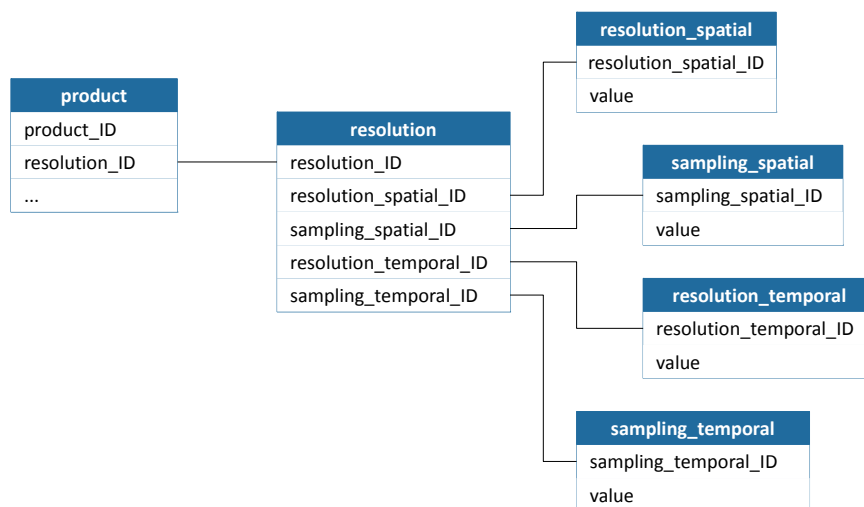 product
product_ID
resolution_ID
...
resolution
resolution_ID
resolution_spatial_ID
sampling_spatial_ID
resolution_temporal_ID
sampling_temporal_ID
resolution_spatial
resolution_spatial_ID
value
sampling_spatial
sampling_spatial_ID
value
resolution_temporal
resolution_temporal_ID
value
sampling_temporal
sampling_temporal_ID
value